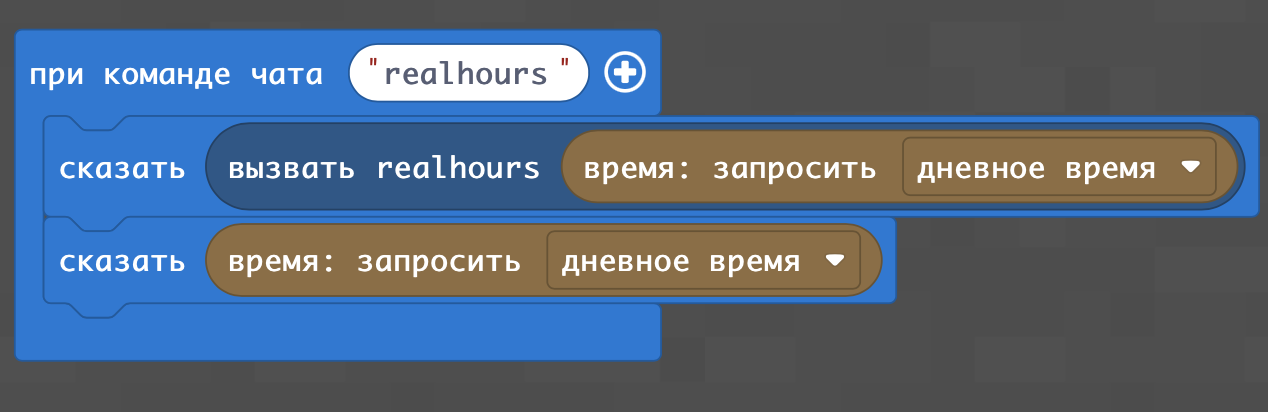 при команде чата "realhours"
сказать вызвать realhours время: запросить дневное время
сказать время: запросить дневное время